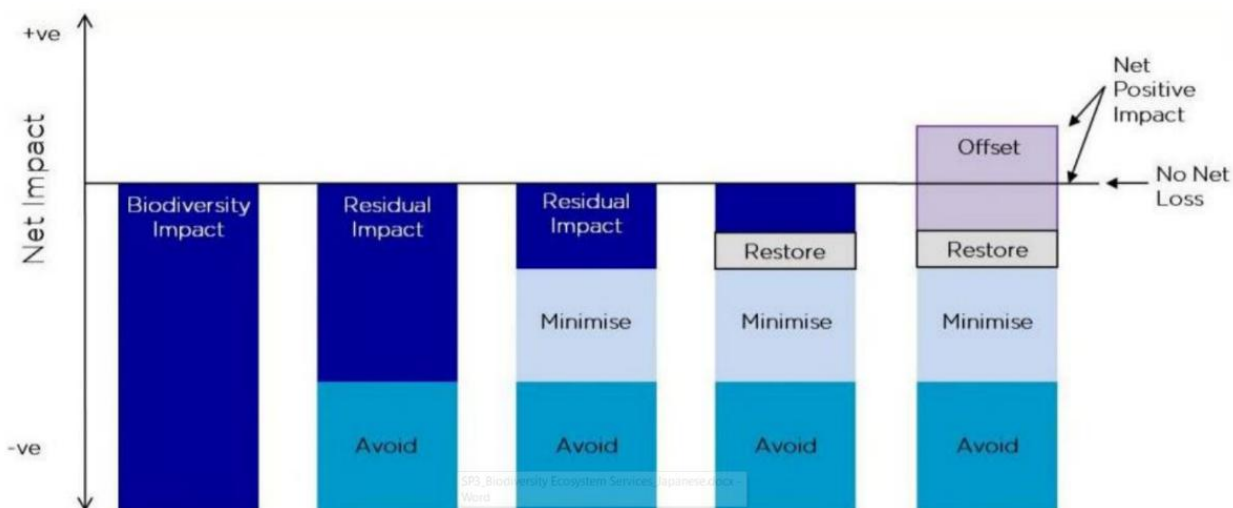 +ve
Net Impact
-ve
Biodiversity
Impact
Residual
Impact
Avoid
Residual
Impact
Minimise
Avoid
Restore
Minimise
Avoid
Offset
Restore
Minimise
Avoid
Net
Positive
Impact
No Net
Loss
SP3_Biodiversity Ecosystem Services_Japanese.docx -
Word